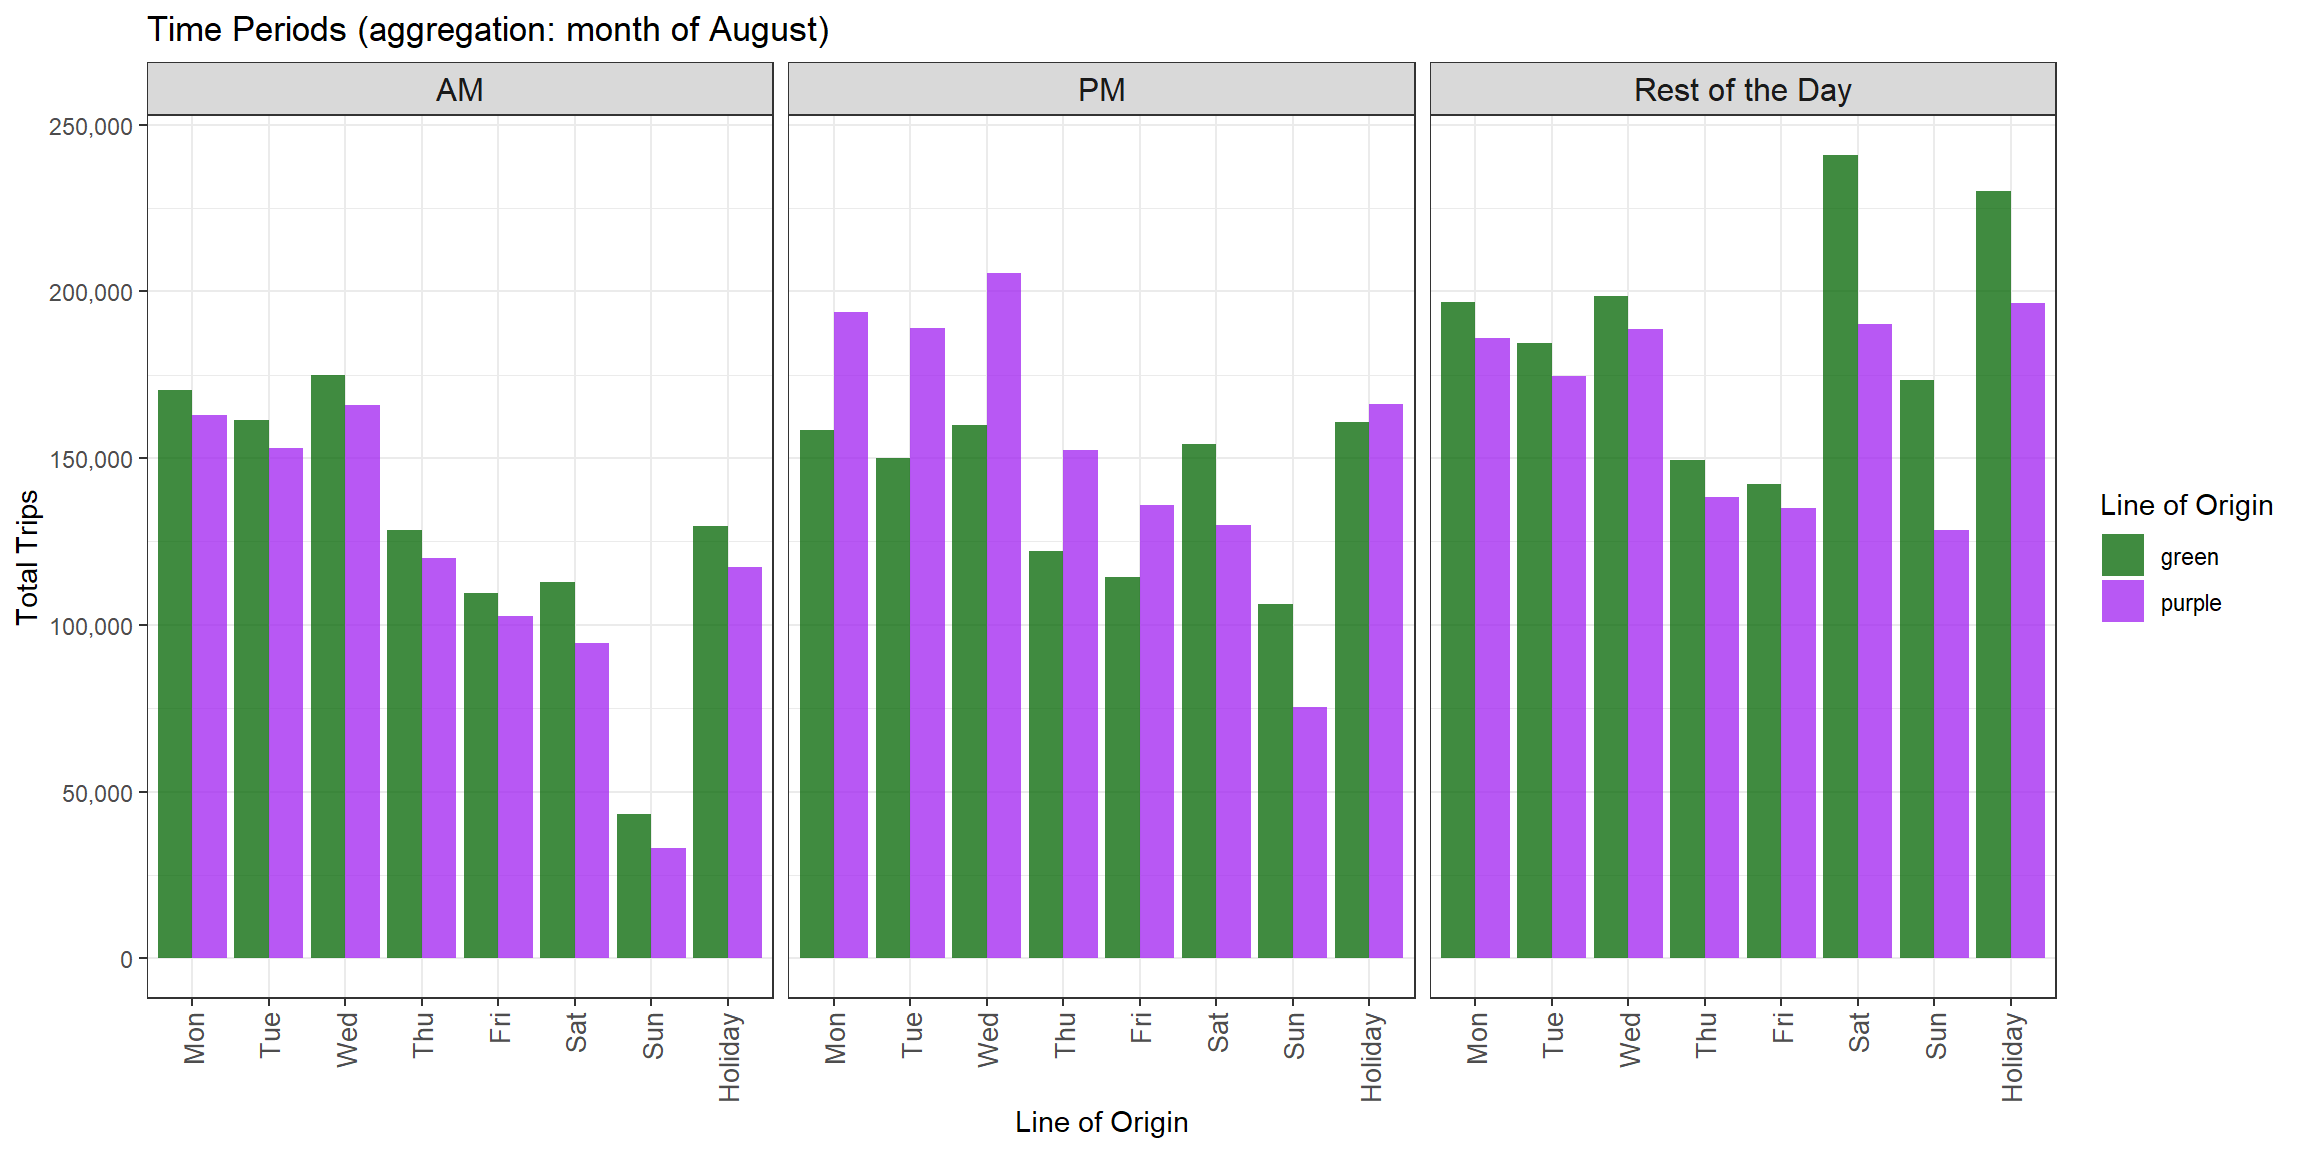 Time Periods (aggregation: month of August)
AM
PM
Rest of the Day
250,000
200,000
150,000
100,000
50,000
0
Total Trips
Mon
Tue
Wed
Thu
Fri
Sat
Sun
Holiday
Mon
Tue
Wed
Thu
Fri
Sat
Sun
Holiday
Mon
Tue
Wed
Thu
Fri
Sat
Sun
Holiday
Line of Origin
Line of Origin
green
purple